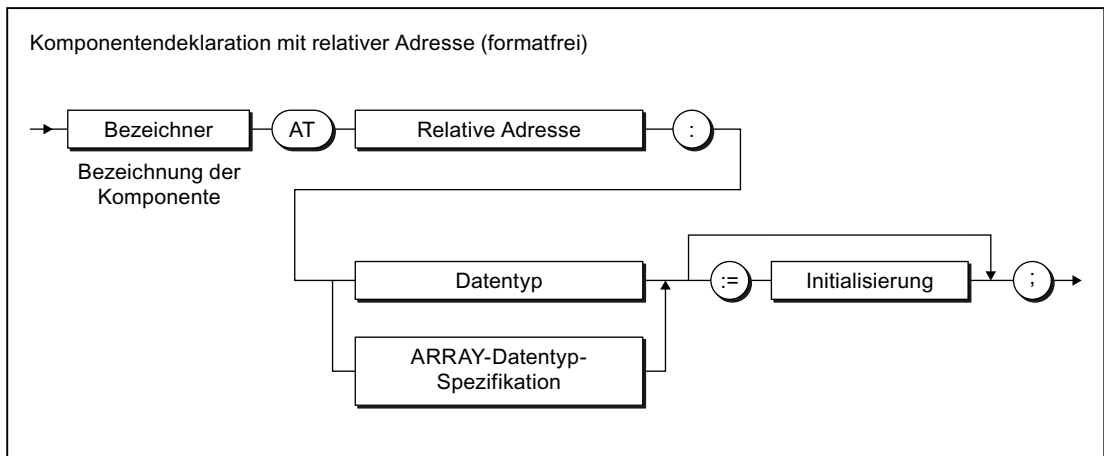 Komponentendeklaration mit relativer Adresse (formatfrei)
Bezeichner
AT
Relative Adresse
:
Bezeichnung der
Komponente
Datentyp
:=
Initialisierung
;
ARRAY-Datentyp-
Spezifikation